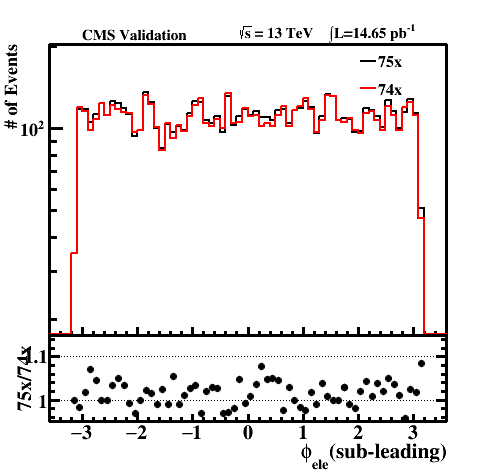 CMS Validation √s = 13 TeV ∫L=14.65 pb⁻¹
# of Events
75x
74x
10²
75x/74x
1.1
1
−3 −2 −1 0 1 2 3
ϕele(sub-leading)